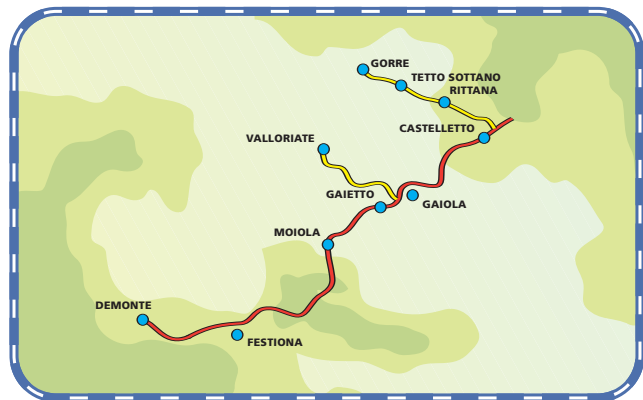 GORRE
TETTO SOTTANO
RITTANA
CASTELLETTO
VALLORIATE
GAIETTO
GAIOLA
MOIOLA
DEMONTE
FESTIONA